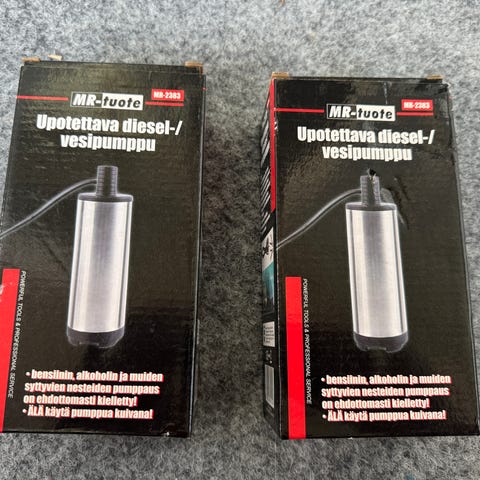 MR-tuote
MR-2383
Upotettava diesel-/
vesipumppu
POWERFUL TOOLS & PROFESSIONAL SERVICE
• bensiinin, alkoholin ja muiden
syttyvien nesteiden pumppaus
on ehdottomasti kielletty!
• ÄLÄ käytä pumppua kuivana!
MR-tuote
MR-2383
Upotettava diesel-/
vesipumppu
POWERFUL TOOLS & PROFESSIONAL SERVICE
• bensiinin, alkoholin ja muiden
syttyvien nesteiden pumppaus
on ehdottomasti kielletty!
• ÄLÄ käytä pumppua kuivana!